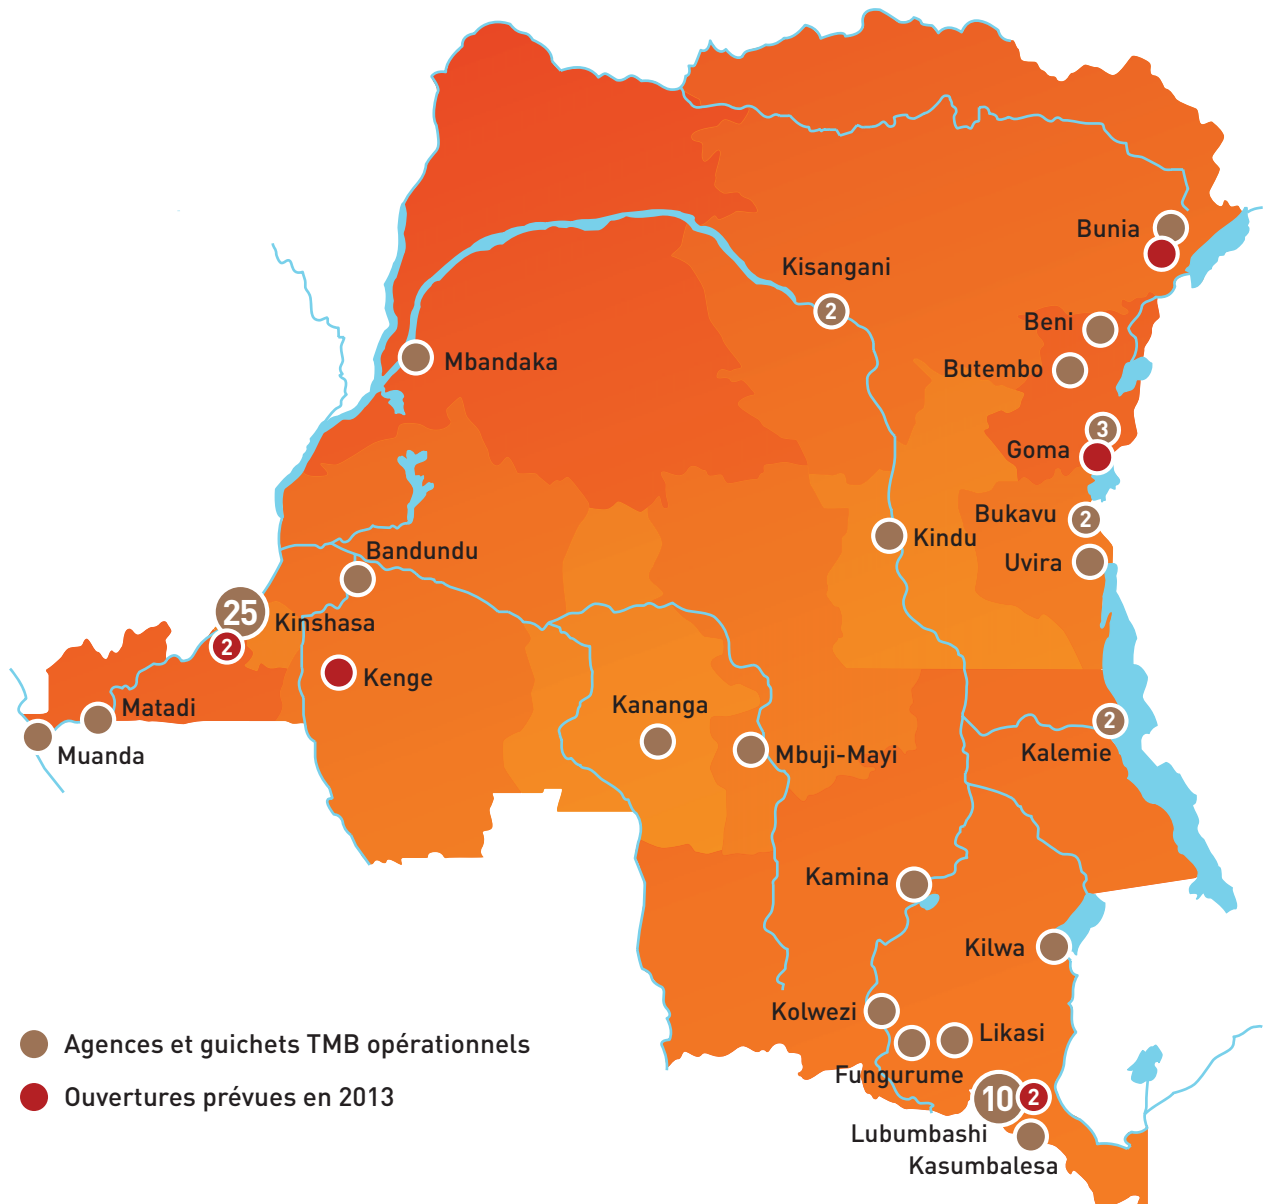 Bunia
Kisangani
2
Beni
Mbandaka
Butembo
3
Goma
Bukavu
2
Kindu
Bandundu
Uvira
25
Kinshasa
2
Kenge
Matadi
Kananga
2
Muanda
Mbuji-Mayi
Kalemie
Kamina
Kilwa
Kolwezi
Likasi
Agences et guichets TMB opérationnels
Fungurume
Ouvertures prévues en 2013
10
2
Lubumbashi
Kasumbalesa